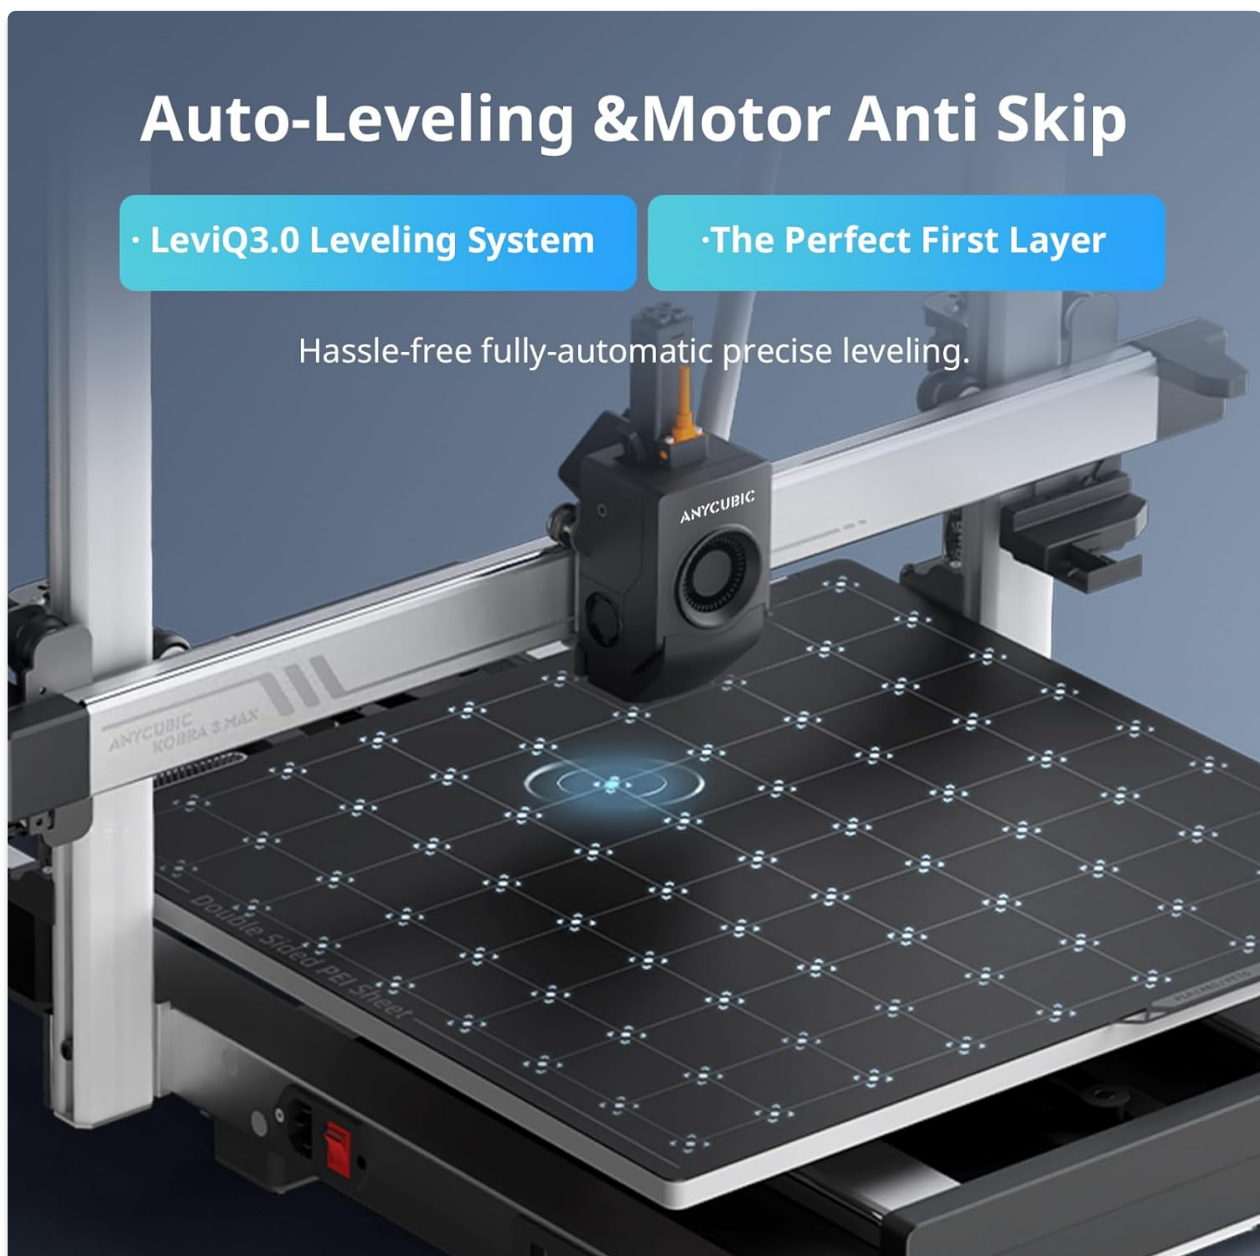 Auto-Leveling &Motor Anti Skip
· LeviQ3.0 Leveling System
·The Perfect First Layer
Hassle-free fully-automatic precise leveling.
ANYCUBIC
ANYCUBIC
KOBRA 3 MAX
Double Sided PEI Sheet